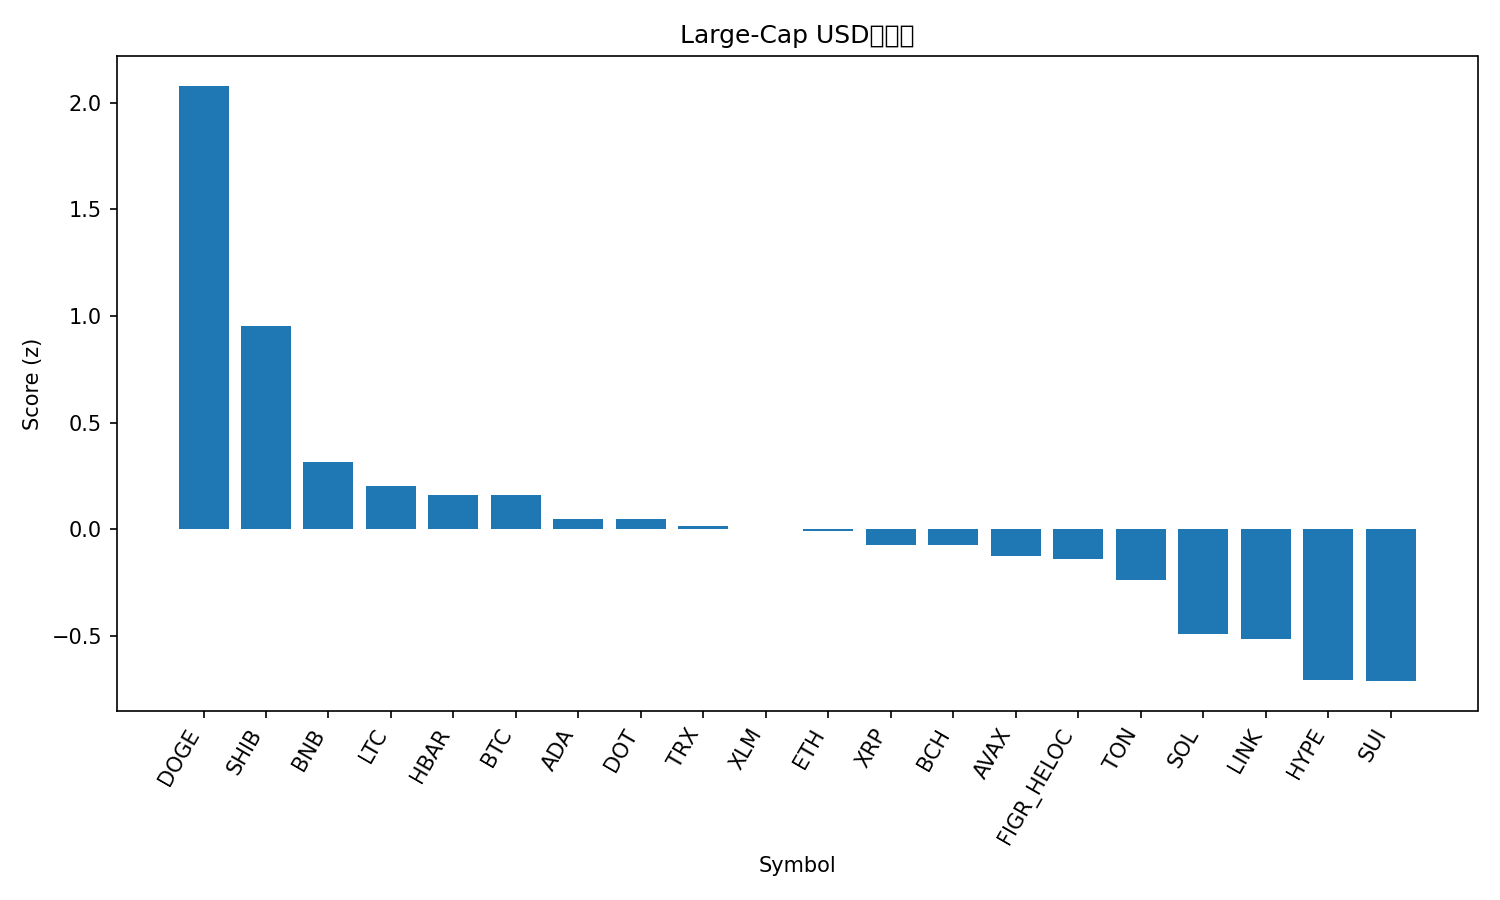 Large-Cap USD
Score (z)
2.0
1.5
1.0
0.5
0.0
−0.5
DOGE
SHIB
BNB
LTC
HBAR
BTC
ADA
DOT
TRX
XLM
ETH
XRP
BCH
AVAX
FIGR_HELOC
TON
SOL
LINK
HYPE
SUI
Symbol